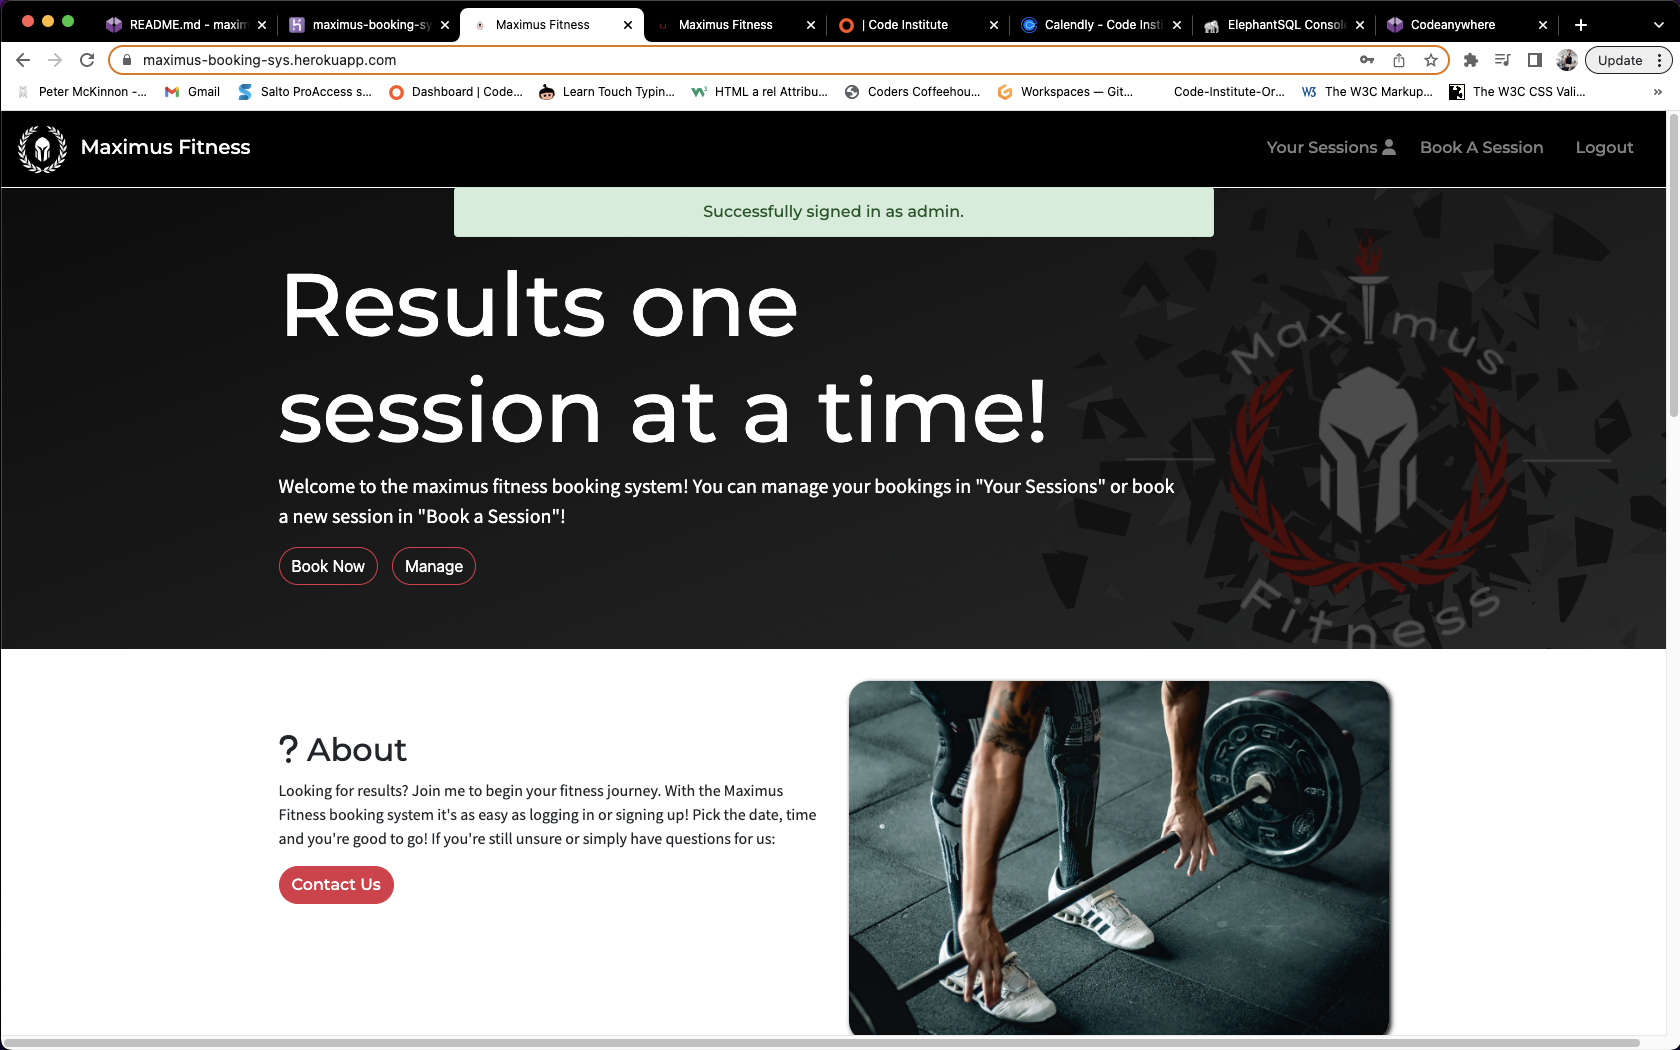 README.md - maxim
maximus-booking-sy
Maximus Fitness
Maximus Fitness
| Code Institute
Calendly - Code Insti
ElephantSQL Consol
Codeanywhere
maximus-booking-sys.herokuapp.com
Update
Peter McKinnon -...
Gmail
Salto ProAccess s...
Dashboard | Code...
Learn Touch Typin...
HTML a rel Attribu...
Coders Coffeehou...
Workspaces — Git...
Code-Institute-Or...
The W3C Markup...
The W3C CSS Vali...
»
Maximus Fitness
Your Sessions
Book A Session
Logout
Successfully signed in as admin.
Results one
session at a time!
Welcome to the maximus fitness booking system! You can manage your bookings in "Your Sessions" or book
a new session in "Book a Session"!
Book Now
Manage
Maximus
Fitness
? About
Looking for results? Join me to begin your fitness journey. With the Maximus
Fitness booking system it's as easy as logging in or signing up! Pick the date, time
and you're good to go! If you're still unsure or simply have questions for us:
Contact Us
ROGUE